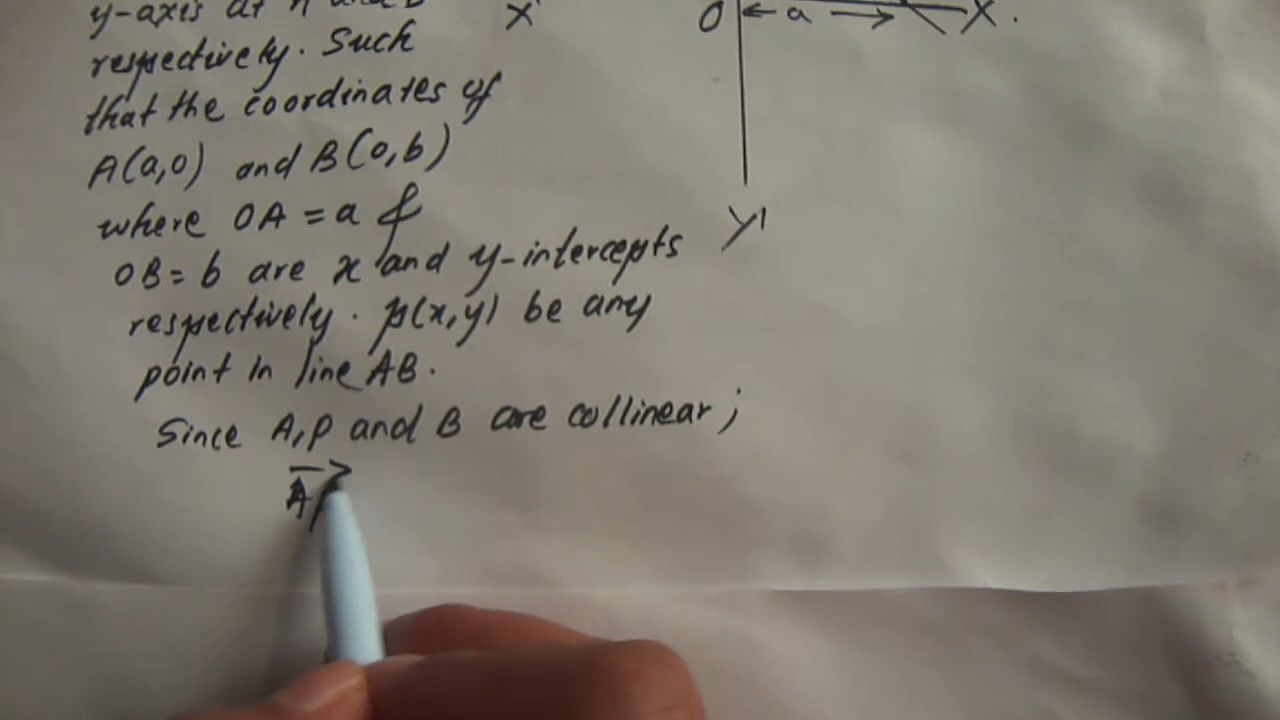 y-axis at A and B
respectively. Such
that the coordinates of
A(a,0) and B(0,b)
where OA = a &
OB = b are x and y-intercepts
respectively. p(x,y) be any
point in line AB.
Since A,P and B are collinear;
AP
X'
O a X.
Y'